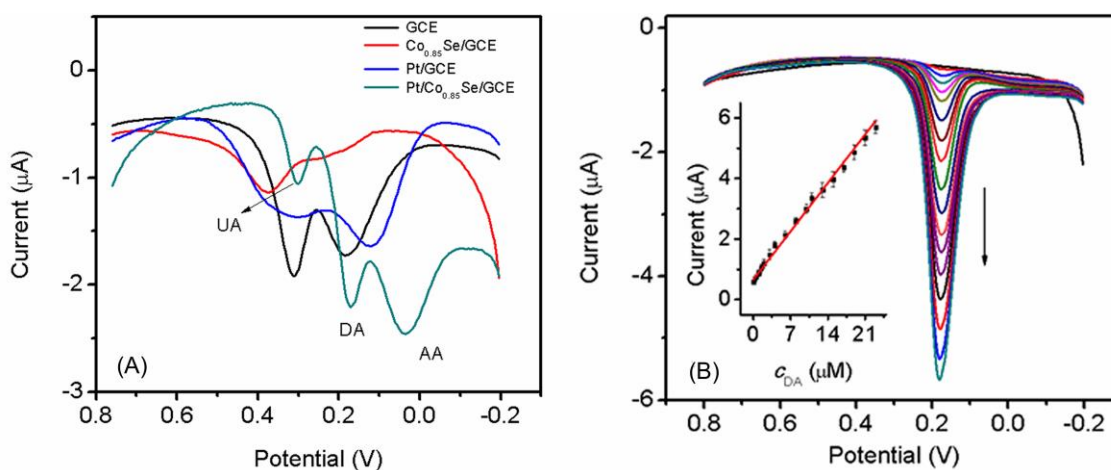 GCE
Co0.85Se/GCE
Pt/GCE
Pt/Co0.85Se/GCE
0
-1
-2
-3
Current (μA)
UA
DA
AA
(A)
0.8 0.6 0.4 0.2 0.0 -0.2
Potential (V)
0
-2
-4
-6
Current (μA)
6
4
2
0
Current (μA)
0 7 14 21
cDA (μM)
(B)
0.8 0.6 0.4 0.2 0.0 -0.2
Potential (V)